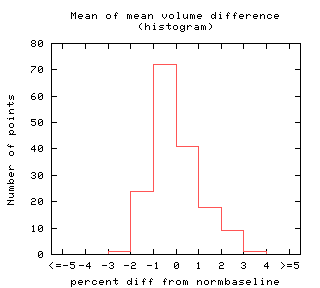 Mean of mean volume difference
(histogram)
80
70
60
50
40
30
20
10
0
Number of points
<=-5 -4 -3 -2 -1 0 1 2 3 4 >=5
percent diff from normbaseline